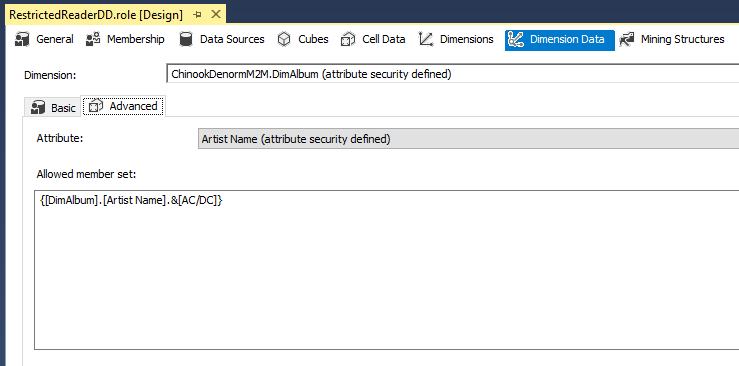 RestrictedReaderDD.role [Design]
General Membership Data Sources Cubes Cell Data Dimensions Dimension Data Mining Structures
Dimension: ChinookDenormM2M.DimAlbum (attribute security defined)
Basic Advanced
Attribute: Artist Name (attribute security defined)
Allowed member set:
{[DimAlbum].[Artist Name].&[AC/DC]}